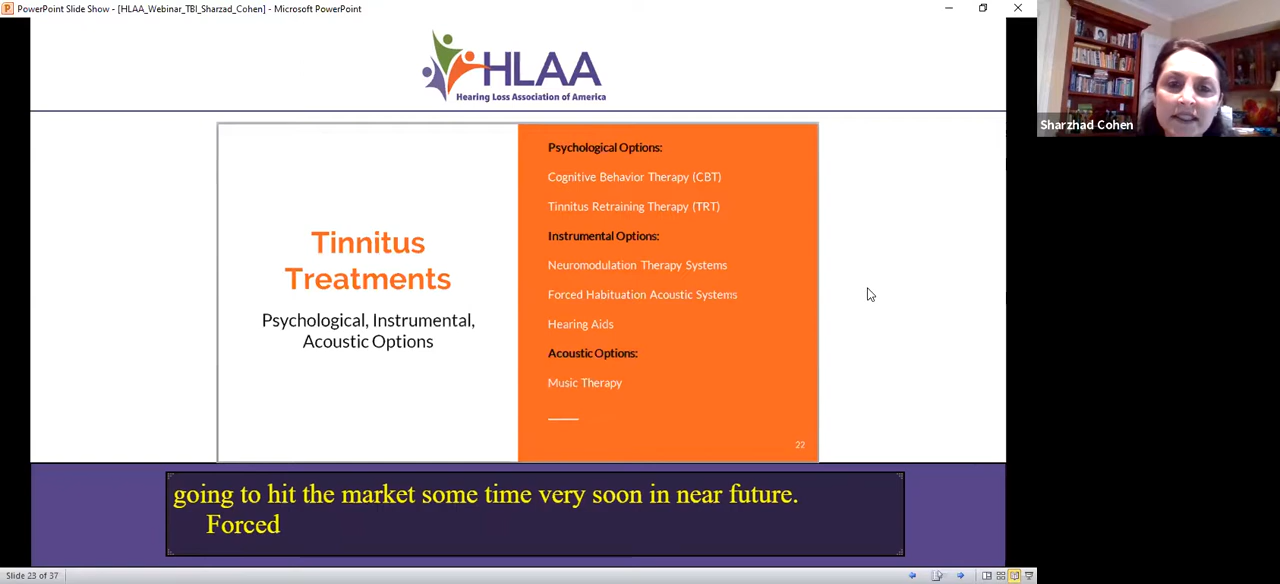 PowerPoint Slide Show - [HLAA_Webinar_TBI_Sharzad_Cohen] - Microsoft PowerPoint
HLAA
Hearing Loss Association of America
Sharzhad Cohen
Tinnitus
Treatments
Psychological, Instrumental,
Acoustic Options
Psychological Options:
Cognitive Behavior Therapy (CBT)
Tinnitus Retraining Therapy (TRT)
Instrumental Options:
Neuromodulation Therapy Systems
Forced Habituation Acoustic Systems
Hearing Aids
Acoustic Options:
Music Therapy
22
going to hit the market some time very soon in near future.
Forced
Slide 23 of 37